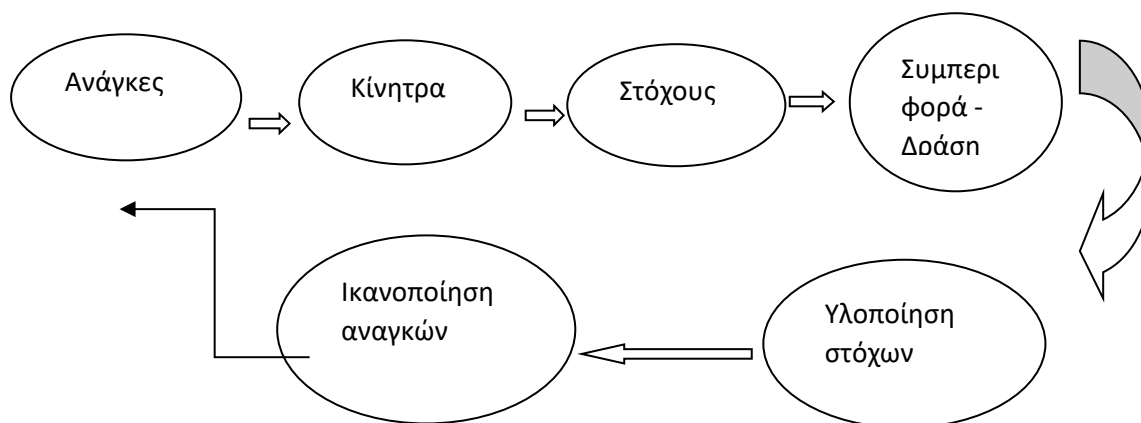 Ανάγκες
Κίνητρα
Στόχους
Συμπερι
φορά -
Δράση
Ικανοποίηση
αναγκών
Υλοποίηση
στόχων